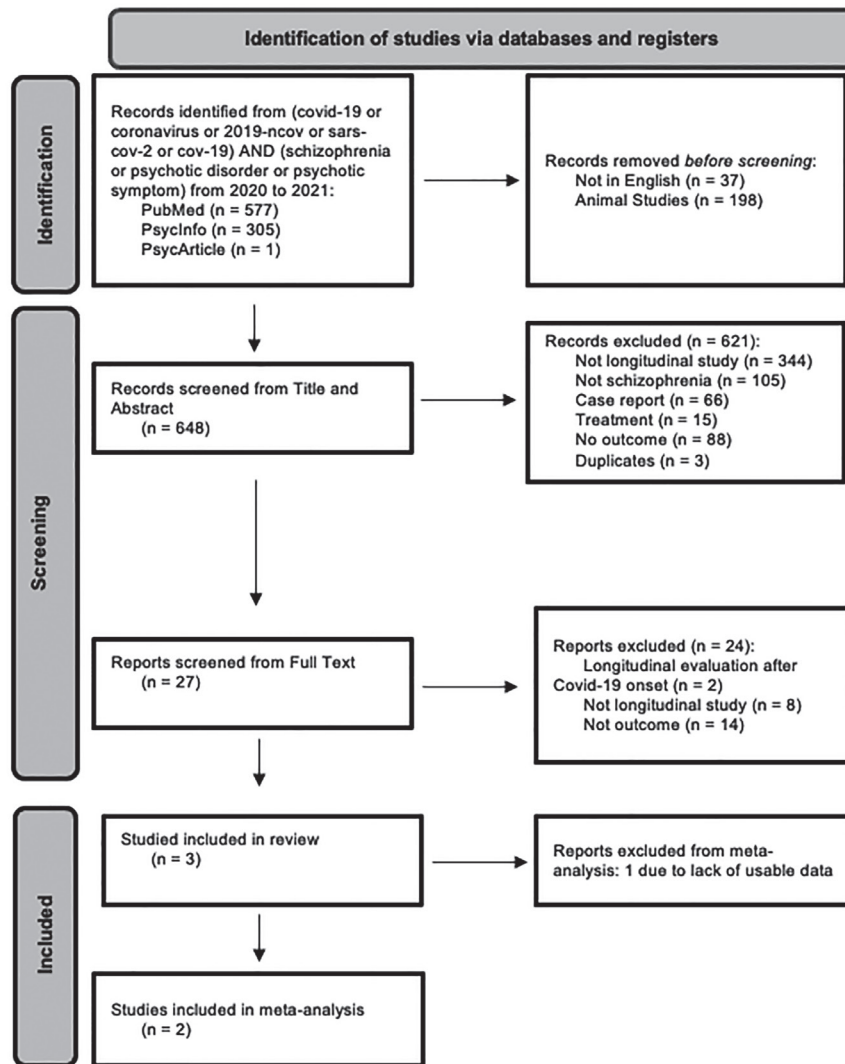 Identification of studies via databases and registers
Identification
Records identified from (covid-19 or
coronavirus or 2019-ncov or sars-
cov-2 or cov-19) AND (schizophrenia
or psychotic disorder or psychotic
symptom) from 2020 to 2021:
PubMed (n = 577)
PsycInfo (n = 305)
PsycArticle (n = 1)
Records removed before screening:
Not in English (n = 37)
Animal Studies (n = 198)
Screening
Records screened from Title and
Abstract
(n = 648)
Records excluded (n = 621):
Not longitudinal study (n = 344)
Not schizophrenia (n = 105)
Case report (n = 66)
Treatment (n = 15)
No outcome (n = 88)
Duplicates (n = 3)
Reports screened from Full Text
(n = 27)
Reports excluded (n = 24):
Longitudinal evaluation after
Covid-19 onset (n = 2)
Not longitudinal study (n = 8)
Not outcome (n = 14)
Included
Studied included in review
(n = 3)
Reports excluded from meta-
analysis: 1 due to lack of usable data
Studies included in meta-analysis
(n = 2)